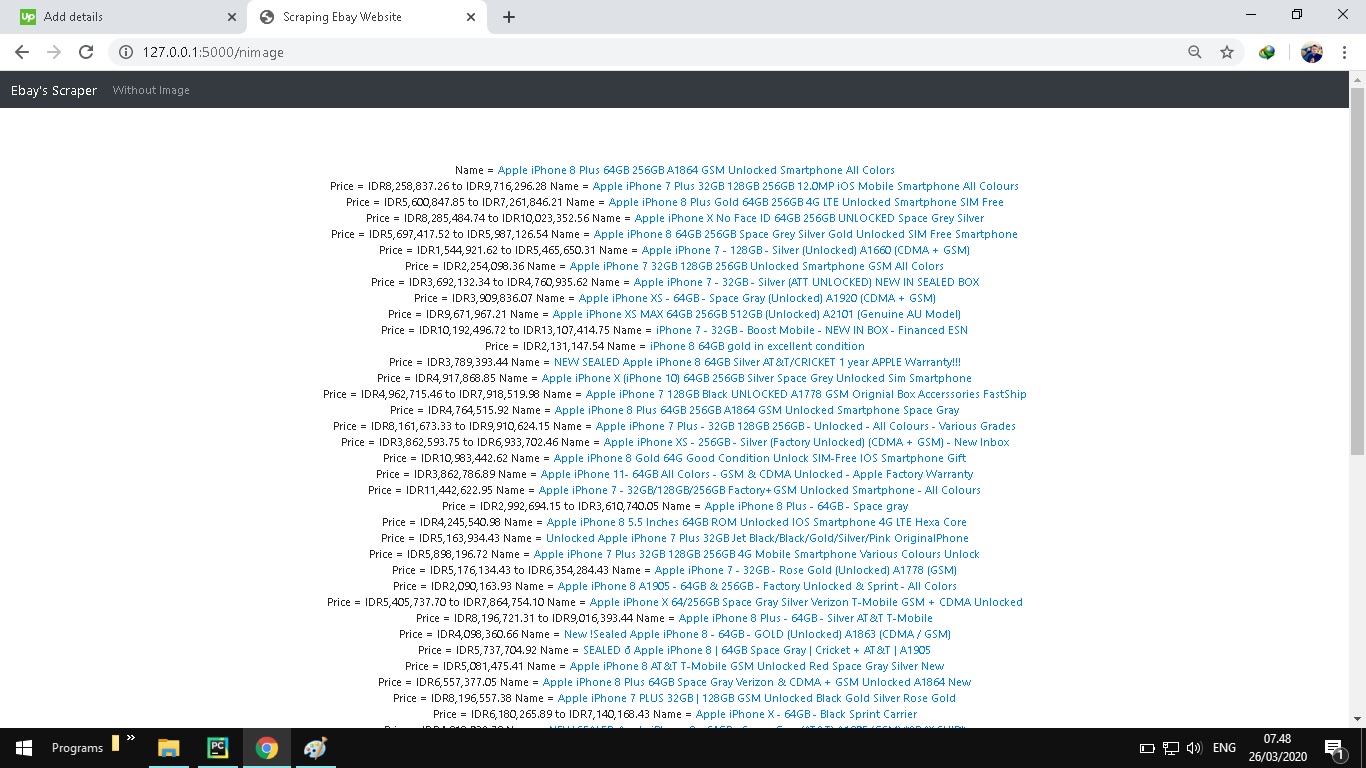 Add details
Scraping Ebay Website
127.0.0.1:5000/nimage
Ebay's Scraper Without Image
Name = Apple iPhone 8 Plus 64GB 256GB A1864 GSM Unlocked Smartphone All Colors
Price = IDR8,258,837.26 to IDR9,716,296.28 Name = Apple iPhone 7 Plus 32GB 128GB 256GB 12.0MP iOS Mobile Smartphone All Colours
Price = IDR5,600,847.85 to IDR7,261,846.21 Name = Apple iPhone 8 Plus Gold 64GB 256GB 4G LTE Unlocked Smartphone SIM Free
Price = IDR8,285,484.74 to IDR10,023,352.56 Name = Apple iPhone X No Face ID 64GB 256GB UNLOCKED Space Grey Silver
Price = IDR5,697,417.52 to IDR5,987,126.54 Name = Apple iPhone 8 64GB 256GB Space Grey Silver Gold Unlocked SIM Free Smartphone
Price = IDR1,544,921.62 to IDR5,465,650.31 Name = Apple iPhone 7 - 128GB - Silver (Unlocked) A1660 (CDMA + GSM)
Price = IDR2,254,098.36 Name = Apple iPhone 7 32GB 128GB 256GB Unlocked Smartphone GSM All Colors
Price = IDR3,692,132.34 to IDR4,760,935.62 Name = Apple iPhone 7 - 32GB - Silver (ATT UNLOCKED) NEW IN SEALED BOX
Price = IDR3,909,836.07 Name = Apple iPhone XS - 64GB - Space Gray (Unlocked) A1920 (CDMA + GSM)
Price = IDR9,671,967.21 Name = Apple iPhone XS MAX 64GB 256GB 512GB (Unlocked) A2101 (Genuine AU Model)
Price = IDR10,192,496.72 to IDR13,107,414.75 Name = iPhone 7 - 32GB - Boost Mobile - NEW IN BOX - Financed ESN
Price = IDR2,131,147.54 Name = iPhone 8 64GB gold in excellent condition
Price = IDR3,789,393.44 Name = NEW SEALED Apple iPhone 8 64GB Silver AT&T/CRICKET 1 year APPLE Warranty!!!
Price = IDR4,917,868.85 Name = Apple iPhone X (iPhone 10) 64GB 256GB Silver Space Grey Unlocked Sim Smartphone
Price = IDR4,962,715.46 to IDR7,918,519.98 Name = Apple iPhone 7 128GB Black UNLOCKED A1778 GSM Orignial Box Accerssories FastShip
Price = IDR4,764,515.92 Name = Apple iPhone 8 Plus 64GB 256GB A1864 GSM Unlocked Smartphone Space Gray
Price = IDR8,161,673.33 to IDR9,910,624.15 Name = Apple iPhone 7 Plus - 32GB 128GB 256GB - Unlocked - All Colours - Various Grades
Price = IDR3,862,593.75 to IDR6,933,702.46 Name = Apple iPhone XS - 256GB - Silver (Factory Unlocked) (CDMA + GSM) - New Inbox
Price = IDR10,983,442.62 Name = Apple iPhone 8 Gold 64G Good Condition Unlock SIM-Free IOS Smartphone Gift
Price = IDR3,862,786.89 Name = Apple iPhone 11- 64GB All Colors - GSM & CDMA Unlocked - Apple Factory Warranty
Price = IDR11,442,622.95 Name = Apple iPhone 7 - 32GB/128GB/256GB Factory+GSM Unlocked Smartphone - All Colours
Price = IDR2,992,694.15 to IDR3,610,740.05 Name = Apple iPhone 8 Plus - 64GB - Space gray
Price = IDR4,245,540.98 Name = Apple iPhone 8 5.5 Inches 64GB ROM Unlocked IOS Smartphone 4G LTE Hexa Core
Price = IDR5,163,934.43 Name = Unlocked Apple iPhone 7 Plus 32GB Jet Black/Black/Gold/Silver/Pink OriginalPhone
Price = IDR5,898,196.72 Name = Apple iPhone 7 Plus 32GB 128GB 256GB 4G Mobile Smartphone Various Colours Unlock
Price = IDR5,176,134.43 to IDR6,354,284.43 Name = Apple iPhone 7 - 32GB - Rose Gold (Unlocked) A1778 (GSM)
Price = IDR2,090,163.93 Name = Apple iPhone 8 A1905 - 64GB & 256GB - Factory Unlocked & Sprint - All Colors
Price = IDR5,405,737.70 to IDR7,864,754.10 Name = Apple iPhone X 64/256GB Space Gray Silver Verizon T-Mobile GSM + CDMA Unlocked
Price = IDR8,196,721.31 to IDR9,016,393.44 Name = Apple iPhone 8 Plus - 64GB - Silver AT&T T-Mobile
Price = IDR4,098,360.66 Name = New !Sealed Apple iPhone 8 - 64GB - GOLD (Unlocked) A1863 (CDMA / GSM)
Price = IDR5,737,704.92 Name = SEALED ô Apple iPhone 8 | 64GB Space Gray | Cricket + AT&T | A1905
Price = IDR5,081,475.41 Name = Apple iPhone 8 AT&T T-Mobile GSM Unlocked Red Space Gray Silver New
Price = IDR6,557,377.05 Name = Apple iPhone 8 Plus 64GB Space Gray Verizon & CDMA + GSM Unlocked A1864 New
Price = IDR8,196,557.38 Name = Apple iPhone 7 PLUS 32GB | 128GB GSM Unlocked Black Gold Silver Rose Gold
Price = IDR6,180,265.89 to IDR7,140,168.43 Name = Apple iPhone X - 64GB - Black Sprint Carrier
Programs
ENG
07.48
26/03/2020
1